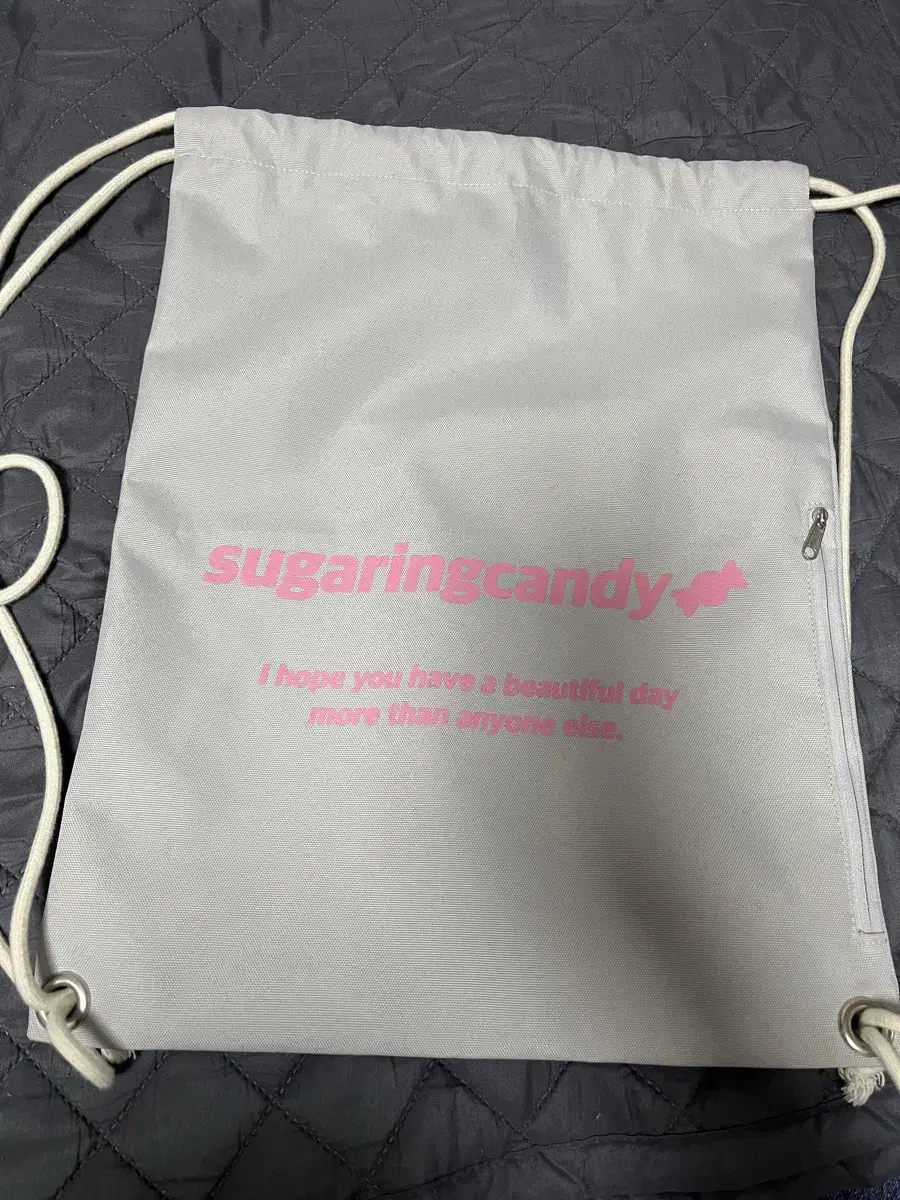 sugaringcandy
I hope you have a beautiful day
more than anyone else.